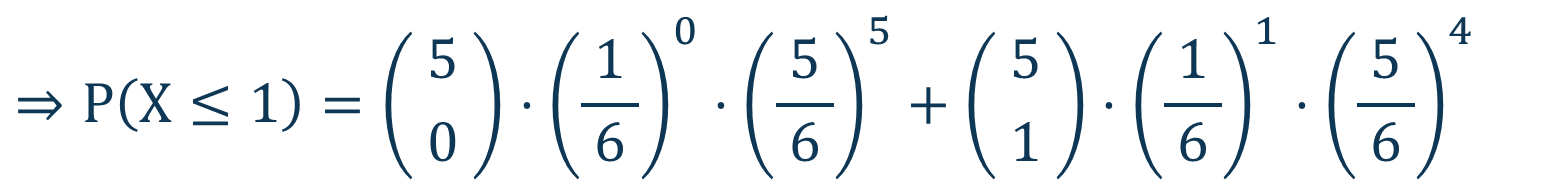 ⇒ P(X ≤ 1) = (5 0) · (1/6)^0 · (5/6)^5 + (5 1) · (1/6)^1 · (5/6)^4